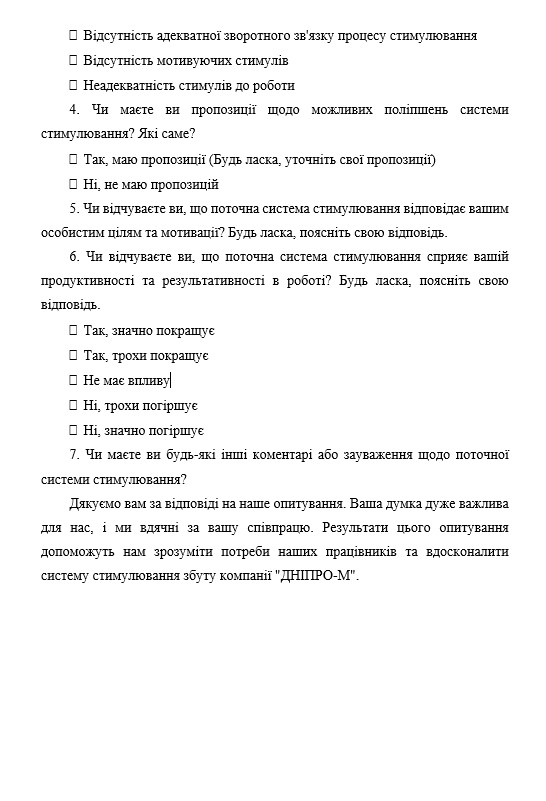 ☐ Відсутність адекватної зворотного зв'язку процесу стимулювання
☐ Відсутність мотивуючих стимулів
☐ Неадекватність стимулів до роботи
4. Чи маєте ви пропозиції щодо можливих поліпшень системи
стимулювання? Які саме?
☐ Так, маю пропозиції (Будь ласка, уточніть свої пропозиції)
☐ Ні, не маю пропозицій
5. Чи відчуваєте ви, що поточна система стимулювання відповідає вашим
особистим цілям та мотивації? Будь ласка, поясніть свою відповідь.
6. Чи відчуваєте ви, що поточна система стимулювання сприяє вашій
продуктивності та результативності в роботі? Будь ласка, поясніть свою
відповідь.
☐ Так, значно покращує
☐ Так, трохи покращує
☐ Не має впливу
☐ Ні, трохи погіршує
☐ Ні, значно погіршує
7. Чи маєте ви будь-які інші коментарі або зауваження щодо поточної
системи стимулювання?
Дякуємо вам за відповіді на наше опитування. Ваша думка дуже важлива
для нас, і ми вдячні за вашу співпрацю. Результати цього опитування
допоможуть нам зрозуміти потреби наших працівників та вдосконалити
систему стимулювання збуту компанії "ДНІПРО-М".